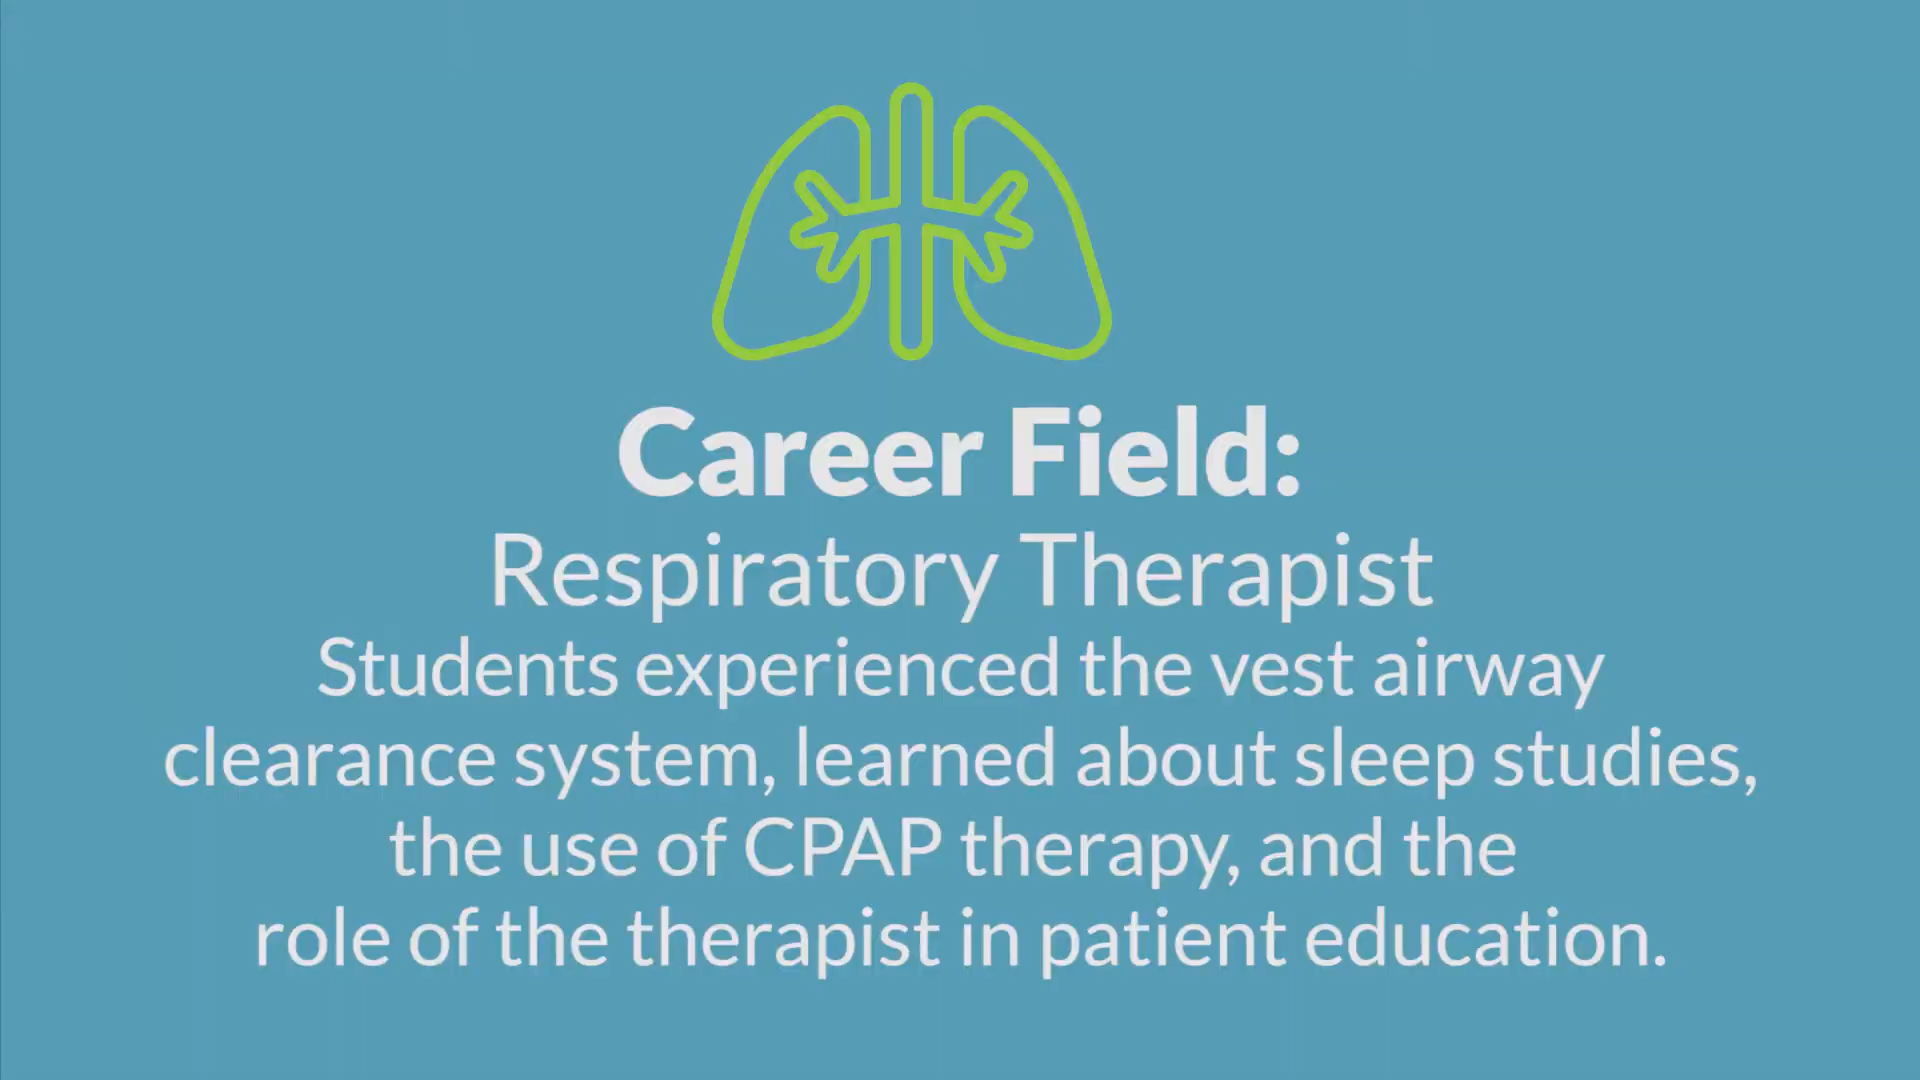 Career Field:
Respiratory Therapist
Students experienced the vest airway
clearance system, learned about sleep studies,
the use of CPAP therapy, and the
role of the therapist in patient education.